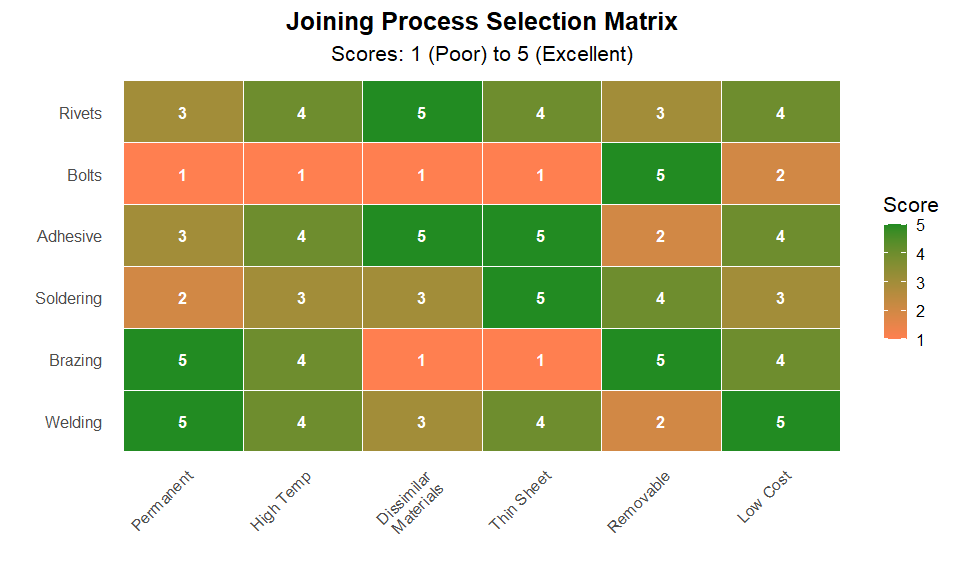 Joining Process Selection Matrix
Scores: 1 (Poor) to 5 (Excellent)
Rivets 3 4 5 4 3 4
Bolts 1 1 1 1 5 2
Adhesive 3 4 5 5 2 4
Soldering 2 3 3 5 4 3
Brazing 5 4 1 1 5 4
Welding 5 4 3 4 2 5
Permanent
High Temp
Dissimilar
Materials
Thin Sheet
Removable
Low Cost
Score
5
4
3
2
1